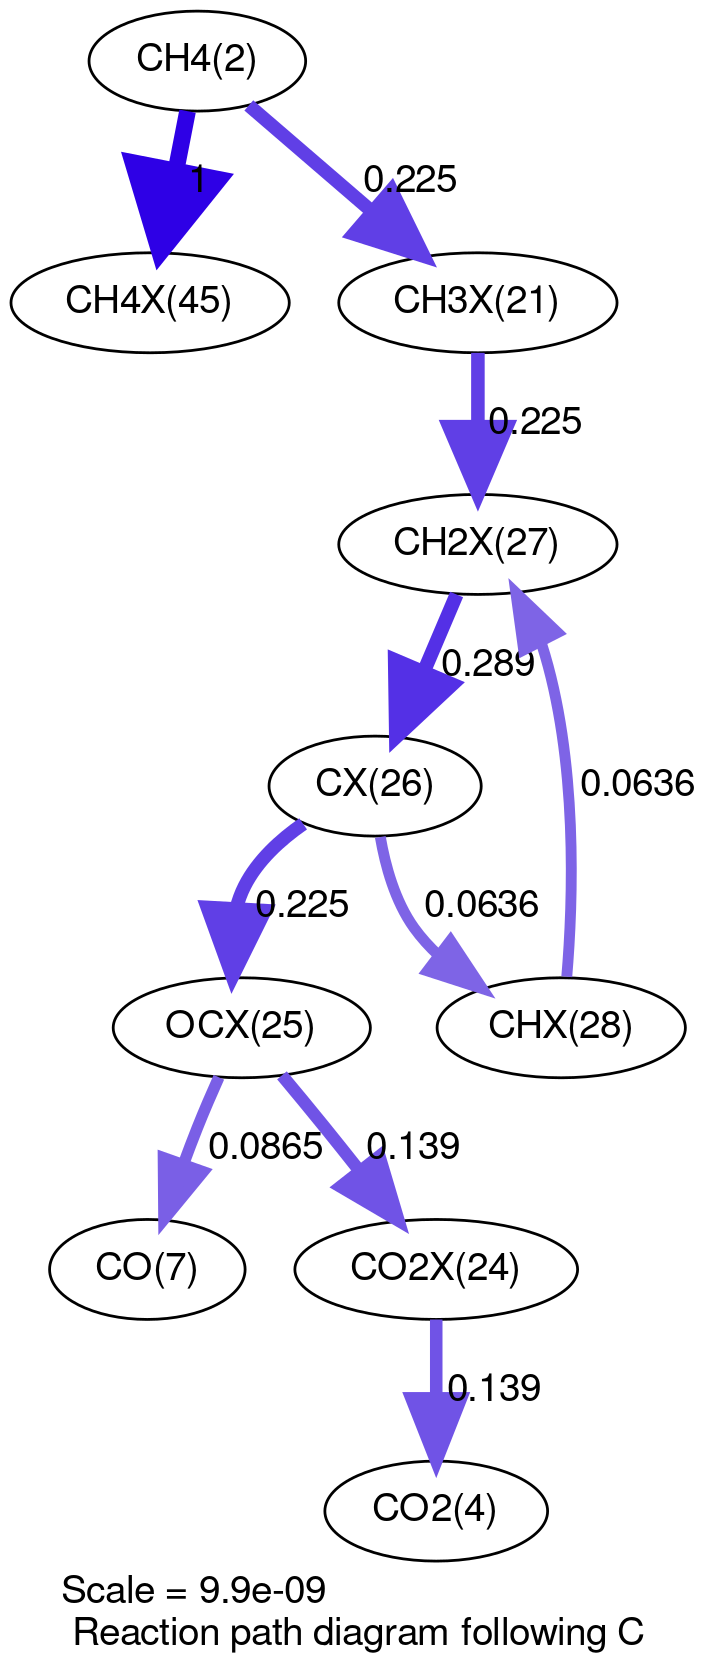 CH4(2)
1
0.225
CH4X(45)
CH3X(21)
0.225
CH2X(27)
0.289
CX(26)
0.0636
0.225
0.0636
OCX(25)
CHX(28)
0.0865
0.139
CO(7)
CO2X(24)
0.139
CO2(4)
Scale = 9.9e-09
Reaction path diagram following C